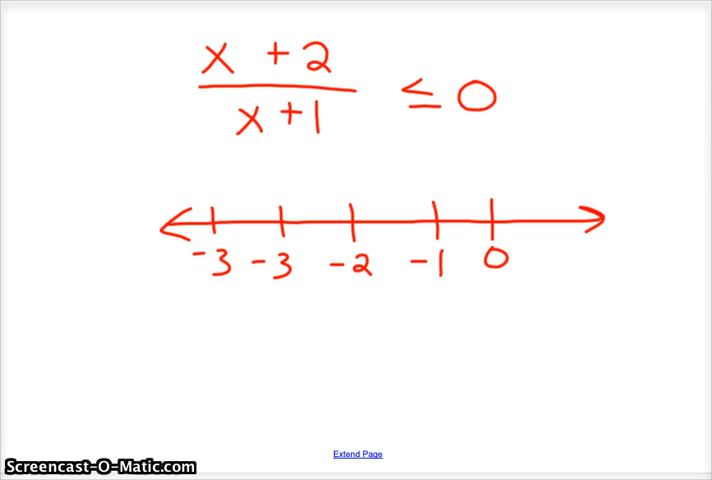 x + 2
x + 1
≤ 0
-3 -3 -2 -1 0
Extend Page
Screencast-O-Matic.com